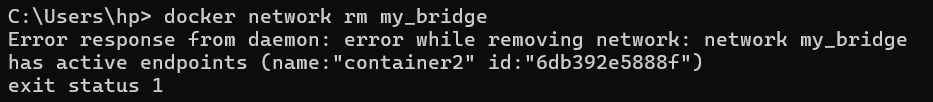 C:\Users\hp> docker network rm my_bridge
Error response from daemon: error while removing network: network my_bridge
has active endpoints (name:"container2" id:"6db392e5888f")
exit status 1